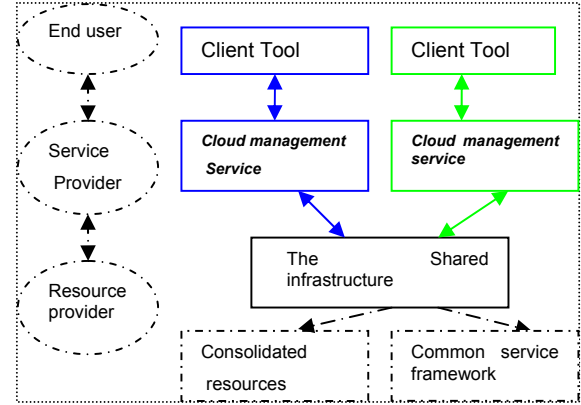 End user
Client Tool
Client Tool
Service
Provider
Cloud management
Service
Cloud management
service
Resource
provider
The Shared
infrastructure
Consolidated
resources
Common service
framework